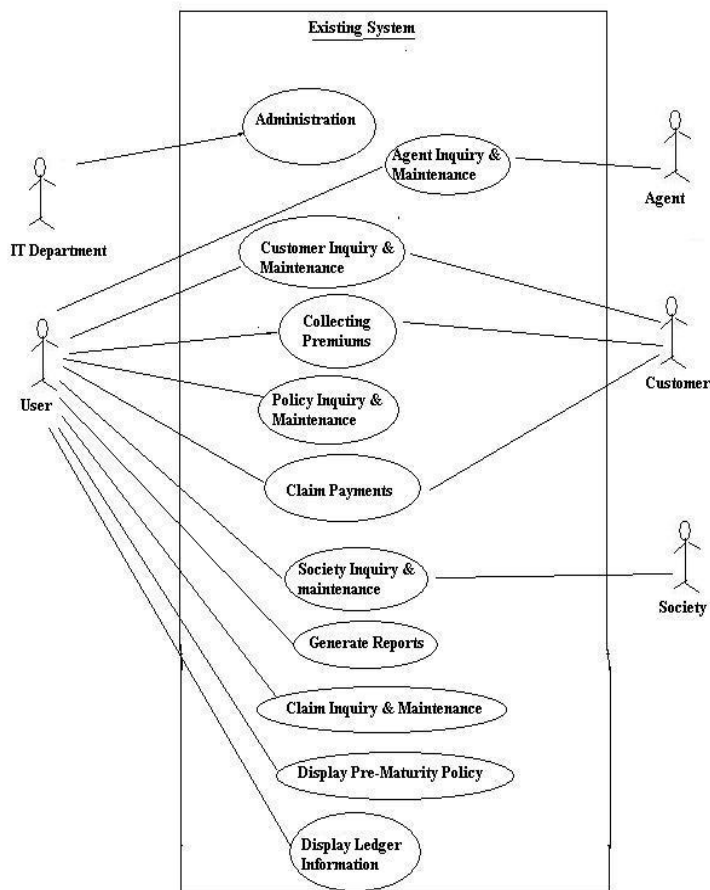 Existing System
Administration
Agent Inquiry &
Maintenance
Agent
IT Department
Customer Inquiry &
Maintenance
Collecting
Premiums
Customer
User
Policy Inquiry &
Maintenance
Claim Payments
Society Inquiry &
maintenance
Society
Generate Reports
Claim Inquiry & Maintenance
Display Pre-Maturity Policy
Display Ledger
Information